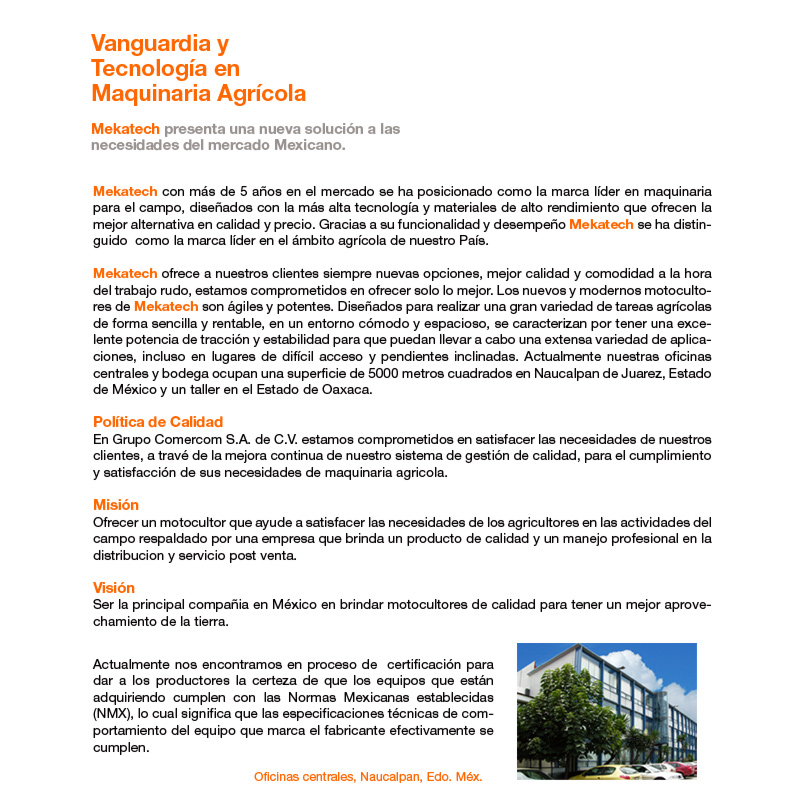 Vanguardia y
Tecnología en
Maquinaria Agrícola
Mekatech presenta una nueva solución a las
necesidades del mercado Mexicano.
Mekatech con más de 5 años en el mercado se ha posicionado como la marca líder en maquinaria
para el campo, diseñados con la más alta tecnología y materiales de alto rendimiento que ofrecen la
mejor alternativa en calidad y precio. Gracias a su funcionalidad y desempeño Mekatech se ha distin-
guido como la marca líder en el ámbito agrícola de nuestro País.
Mekatech ofrece a nuestros clientes siempre nuevas opciones, mejor calidad y comodidad a la hora
del trabajo rudo, estamos comprometidos en ofrecer solo lo mejor. Los nuevos y modernos motoculto-
res de Mekatech son ágiles y potentes. Diseñados para realizar una gran variedad de tareas agrícolas
de forma sencilla y rentable, en un entorno cómodo y espacioso, se caracterizan por tener una exce-
lente potencia de tracción y estabilidad para que puedan llevar a cabo una extensa variedad de aplica-
ciones, incluso en lugares de difícil acceso y pendientes inclinadas. Actualmente nuestras oficinas
centrales y bodega ocupan una superficie de 5000 metros cuadrados en Naucalpan de Juarez, Estado
de México y un taller en el Estado de Oaxaca.
Política de Calidad
En Grupo Comercom S.A. de C.V. estamos comprometidos en satisfacer las necesidades de nuestros
clientes, a travé de la mejora continua de nuestro sistema de gestión de calidad, para el cumplimiento
y satisfacción de sus necesidades de maquinaria agricola.
Misión
Ofrecer un motocultor que ayude a satisfacer las necesidades de los agricultores en las actividades del
campo respaldado por una empresa que brinda un producto de calidad y un manejo profesional en la
distribucion y servicio post venta.
Visión
Ser la principal compañia en México en brindar motocultores de calidad para tener un mejor aprove-
chamiento de la tierra.
Actualmente nos encontramos en proceso de certificación para
dar a los productores la certeza de que los equipos que están
adquiriendo cumplen con las Normas Mexicanas establecidas
(NMX), lo cual significa que las especificaciones técnicas de com-
portamiento del equipo que marca el fabricante efectivamente se
cumplen.
Oficinas centrales, Naucalpan, Edo. Méx.